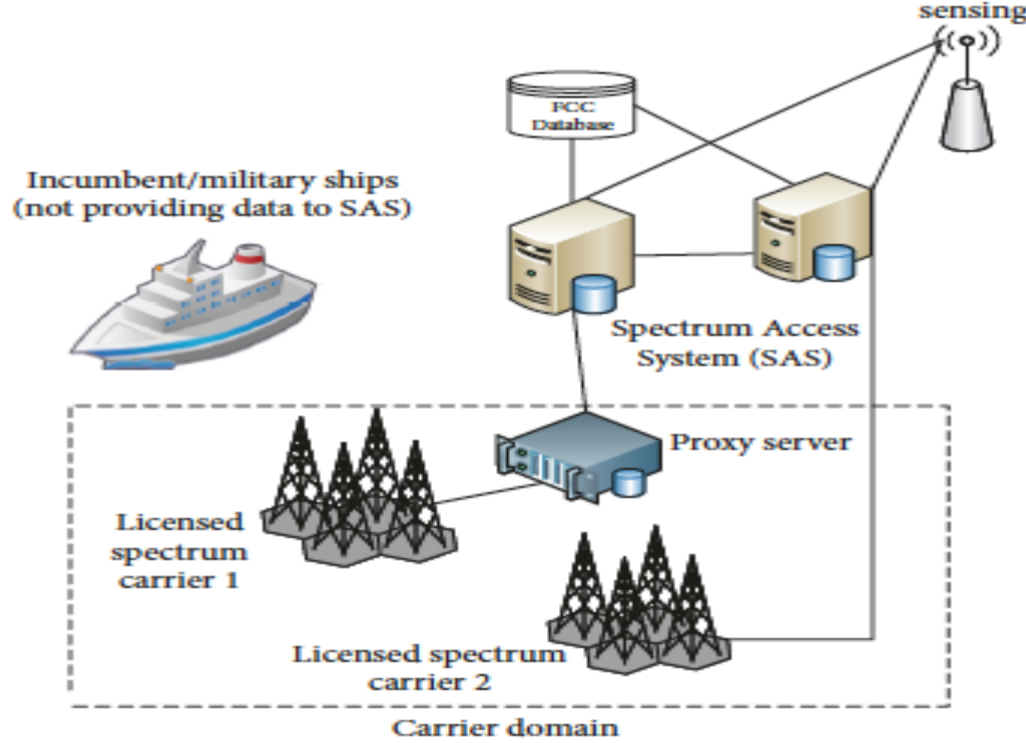 sensing
FCC
Database
Incumbent/military ships
(not providing data to SAS)
Spectrum Access
System (SAS)
Proxy server
Licensed
spectrum
carrier 1
Licensed spectrum
carrier 2
Carrier domain